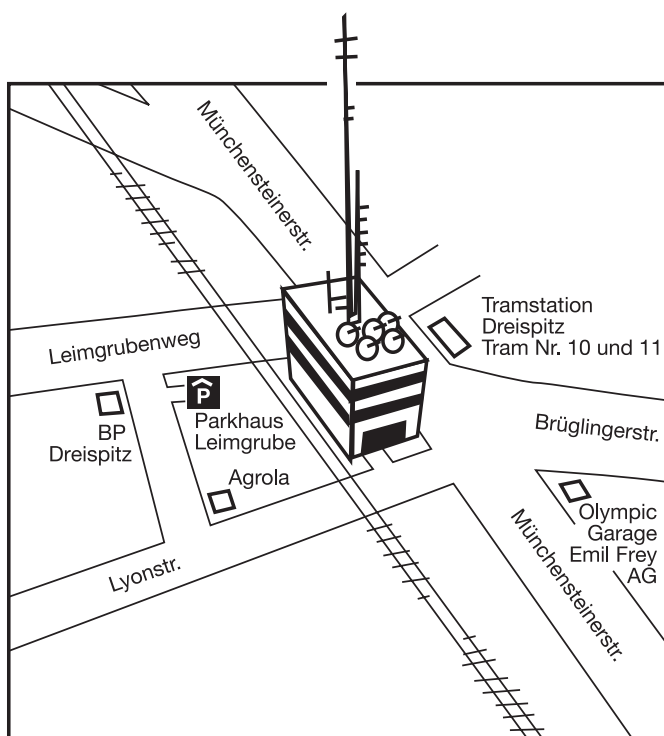 Münchensteinerstr.
Tramstation
Dreispitz
Tram Nr. 10 und 11
Leimgrubenweg
P
Parkhaus
Leimgrube
BP
Dreispitz
Brüglingerstr.
Agrola
Olympic
Garage
Emil Frey
AG
Münchensteinerstr.
Lyonstr.